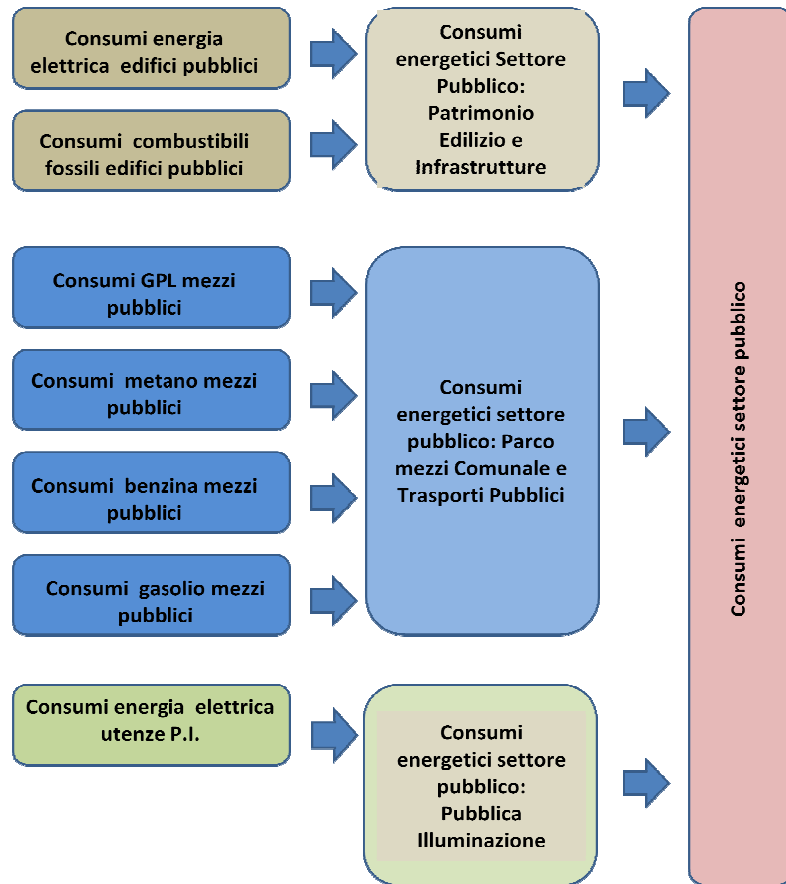 Consumi energia
elettrica edifici pubblici
Consumi combustibili
fossili edifici pubblici
Consumi
energetici Settore
Pubblico:
Patrimonio
Edilizio e
Infrastrutture
Consumi GPL mezzi
pubblici
Consumi metano mezzi
pubblici
Consumi benzina mezzi
pubblici
Consumi gasolio mezzi
pubblici
Consumi
energetici settore
pubblico: Parco
mezzi Comunale e
Trasporti Pubblici
Consumi energia elettrica
utenze P.I.
Consumi
energetici settore
pubblico:
Pubblica
Illuminazione
Consumi energetici settore pubblico